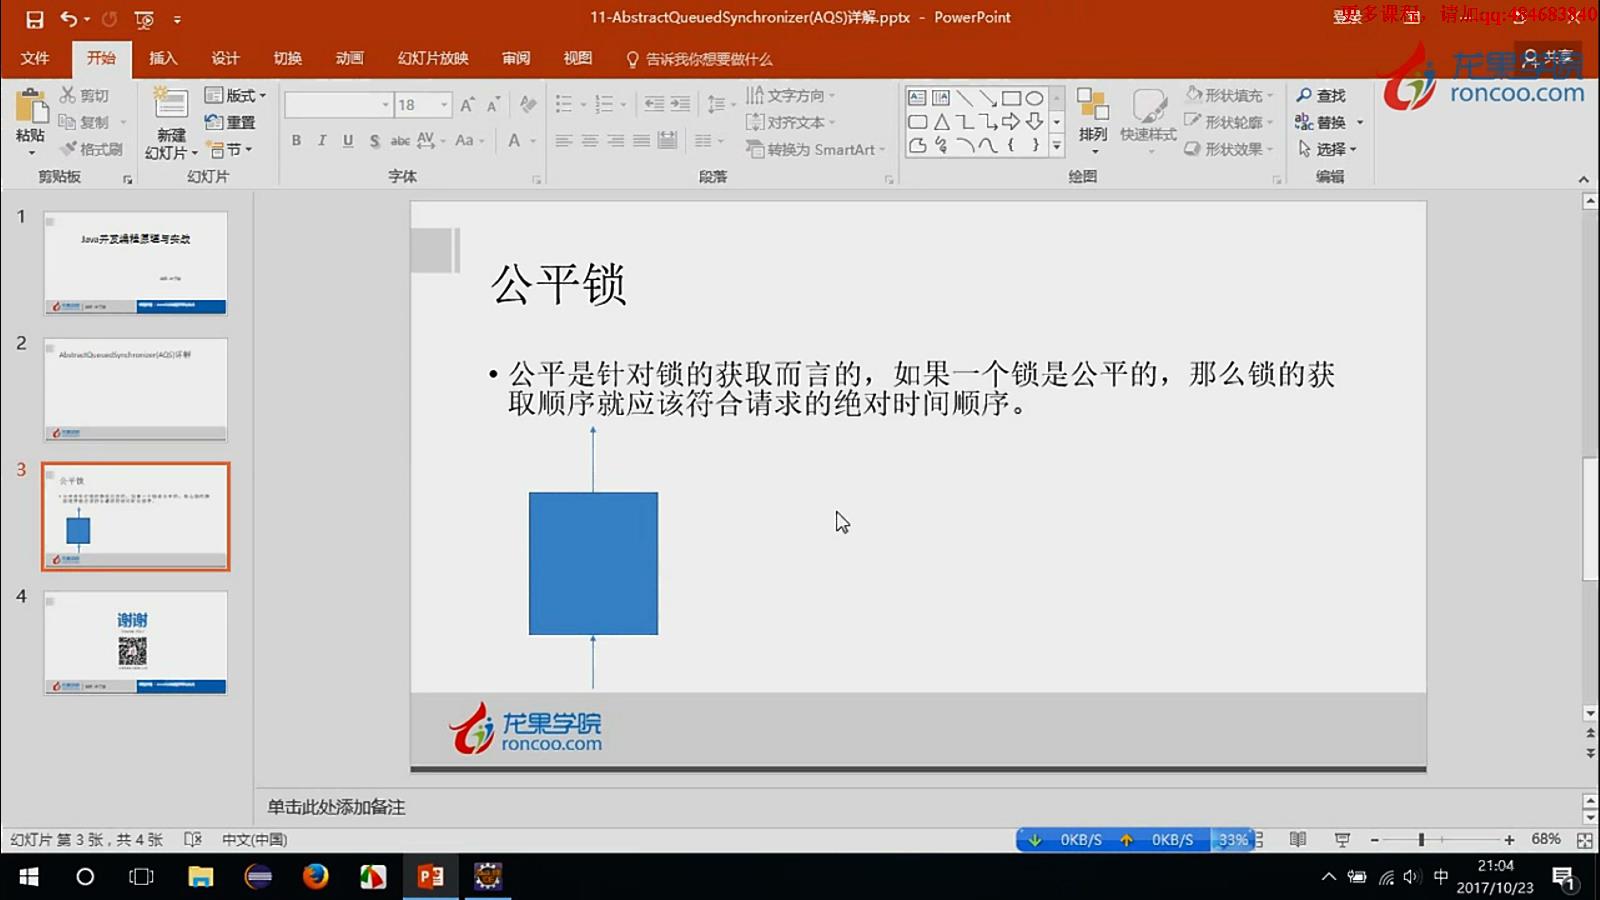 11-AbstractQueuedSynchronizer(AQS)详解.pptx - PowerPoint
登录
更多课程，请加qq:484683840
文件
开始
插入
设计
切换
动画
幻灯片放映
审阅
视图
告诉我你想要做什么
共享
龙果学院
roncoo.com
粘贴
剪切
复制
格式刷
剪贴板
新建
幻灯片
版式
重置
节
幻灯片
18
字体
文字方向
对齐文本
转换为 SmartArt
段落
排列
快速样式
形状填充
形状轮廓
形状效果
绘图
查找
替换
选择
编辑
1
Java并发编程原理与实战
2
AbstractQueuedSynchronizer(AQS)详解
3
公平锁
4
谢谢
公平锁
• 公平是针对锁的获取而言的，如果一个锁是公平的，那么锁的获
取顺序就应该符合请求的绝对时间顺序。
龙果学院
roncoo.com
单击此处添加备注
幻灯片 第 3 张，共 4 张
中文(中国)
0KB/S
0KB/S
33%
68%
中
21:04
2017/10/23
1